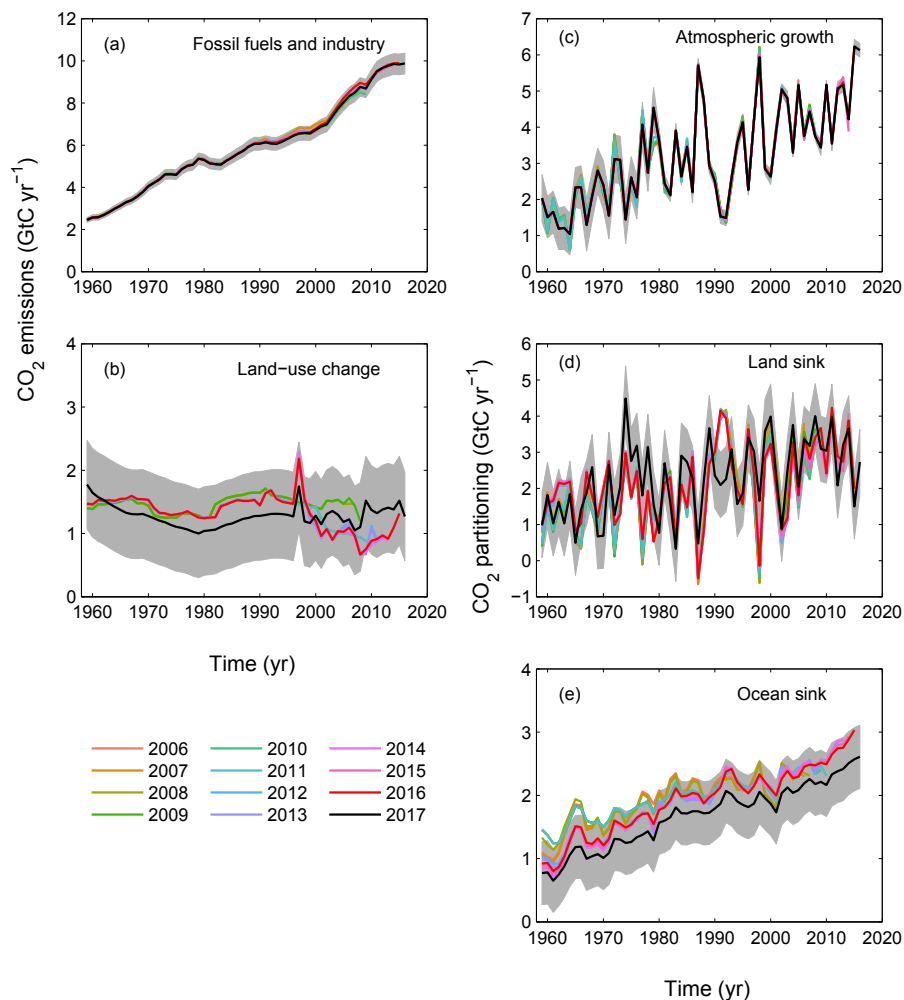 (a) Fossil fuels and industry
12
10
8
6
4
2
0
1960 1970 1980 1990 2000 2010 2020
(c) Atmospheric growth
7
6
5
4
3
2
1
0
1960 1970 1980 1990 2000 2010 2020
CO₂ emissions (GtC yr⁻¹)
(b) Land−use change
4
3
2
1
0
1960 1970 1980 1990 2000 2010 2020
Time (yr)
CO₂ partitioning (GtC yr⁻¹)
(d) Land sink
6
5
4
3
2
1
0
−1
1960 1970 1980 1990 2000 2010 2020
(e) Ocean sink
4
3
2
1
0
1960 1970 1980 1990 2000 2010 2020
Time (yr)
2006 2010 2014
2007 2011 2015
2008 2012 2016
2009 2013 2017